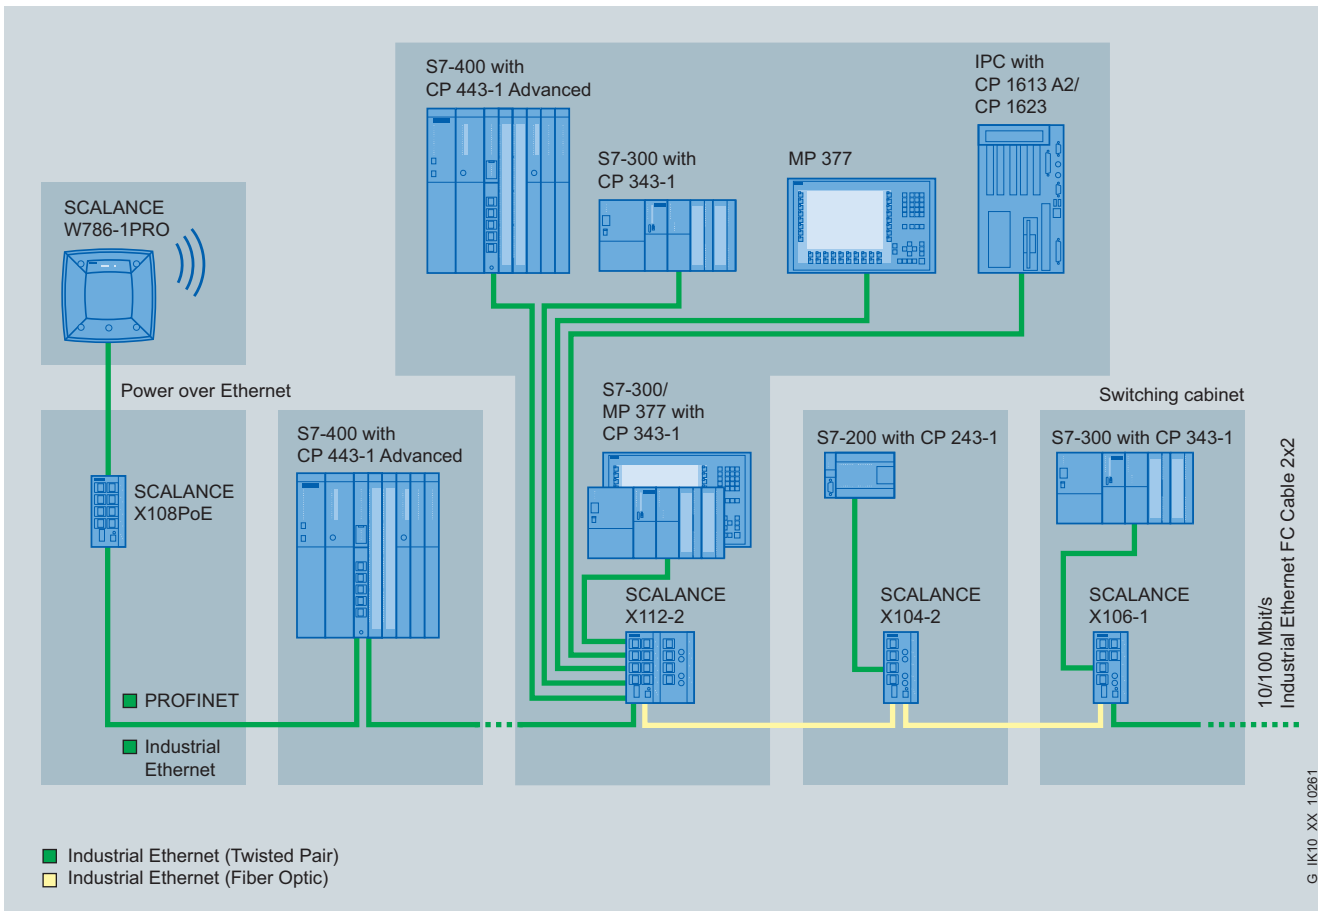 S7-400 with
CP 443-1 Advanced
IPC with
CP 1613 A2/
CP 1623
S7-300 with
CP 343-1
MP 377
SCALANCE
W786-1PRO
Power over Ethernet
S7-300/
MP 377 with
CP 343-1
Switching cabinet
S7-400 with
CP 443-1 Advanced
S7-200 with CP 243-1
S7-300 with CP 343-1
SCALANCE
X108PoE
SCALANCE
X112-2
SCALANCE
X104-2
SCALANCE
X106-1
10/100 Mbit/s
Industrial Ethernet FC Cable 2x2
PROFINET
Industrial
Ethernet
Industrial Ethernet (Twisted Pair)
Industrial Ethernet (Fiber Optic)
G_IK10_XX_10261